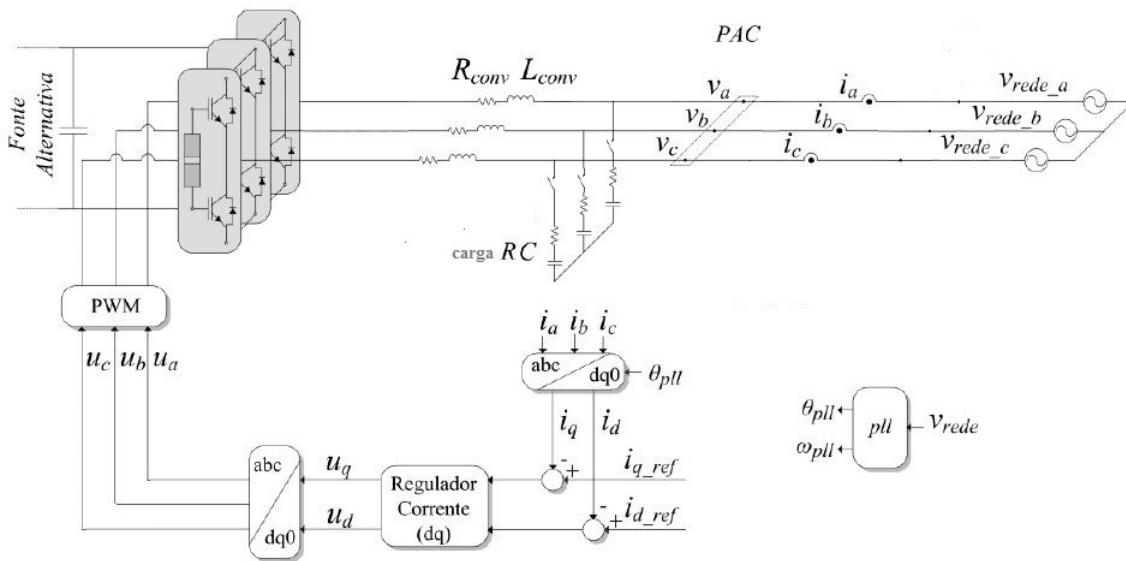 PAC
R_conv L_conv
v_a
i_a
v_rede_a
v_b
i_b
v_rede_b
v_c
i_c
v_rede_c
Fonte
Alternativa
carga RC
PWM
u_c u_b u_a
i_a i_b i_c
abc
dq0
θ_pll
i_q i_d
θ_pll
ω_pll
pll
v_rede
abc
dq0
u_q
u_d
Regulador
Corrente
(dq)
- +
i_q_ref
- +
i_d_ref